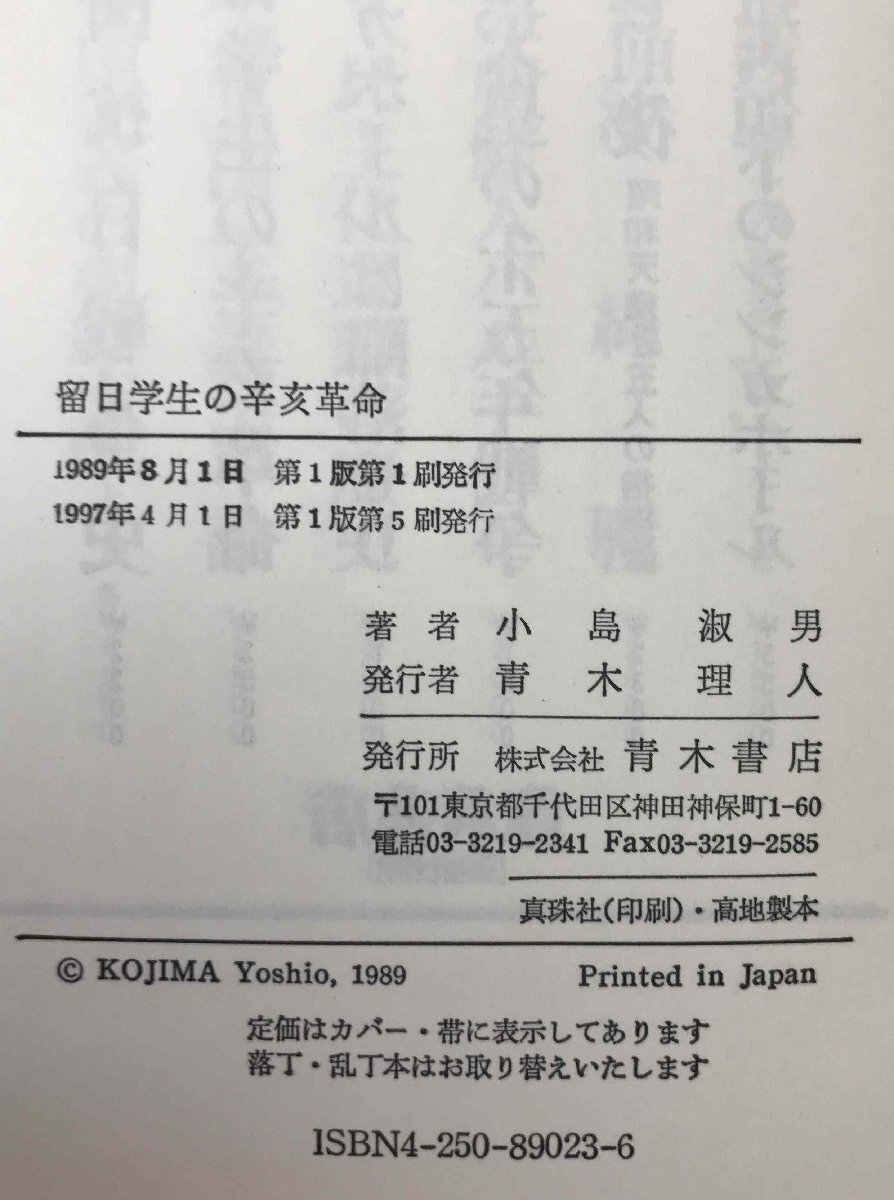 留日学生の辛亥革命
1989年8月1日 第1版第1刷発行
1997年4月1日 第1版第5刷発行
著者 小島淑男
発行者 青木理人
発行所 株式会社 青木書店
〒101東京都千代田区神田神保町1-60
電話03-3219-2341 Fax03-3219-2585
真珠社(印刷)・高地製本
© KOJIMA Yoshio, 1989 Printed in Japan
定価はカバー・帯に表示してあります
落丁・乱丁本はお取り替えいたします
ISBN4-250-89023-6